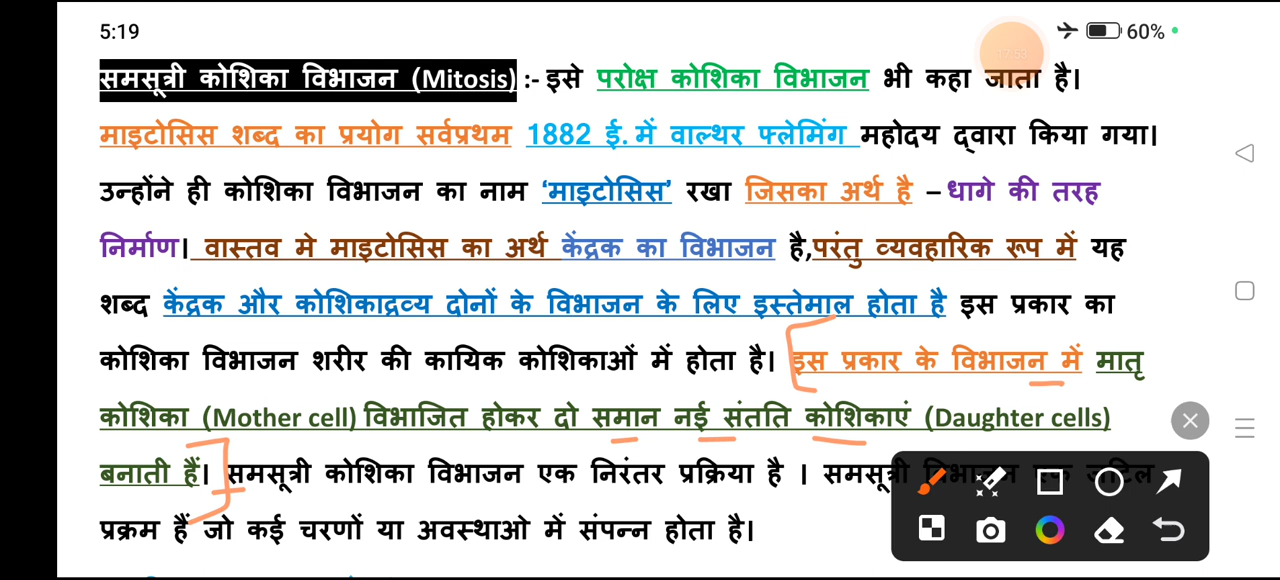 5:19
60%
समसूत्री कोशिका विभाजन (Mitosis) :- इसे परोक्ष कोशिका विभाजन भी कहा जाता है।
माइटोसिस शब्द का प्रयोग सर्वप्रथम 1882 ई. में वाल्थर फ्लेमिंग महोदय द्वारा किया गया।
उन्होंने ही कोशिका विभाजन का नाम ‘माइटोसिस’ रखा जिसका अर्थ है – धागे की तरह
निर्माण। वास्तव मे माइटोसिस का अर्थ केंद्रक का विभाजन है,परंतु व्यवहारिक रूप में यह
शब्द केंद्रक और कोशिकाद्रव्य दोनों के विभाजन के लिए इस्तेमाल होता है इस प्रकार का
कोशिका विभाजन शरीर की कायिक कोशिकाओं में होता है। इस प्रकार के विभाजन में मातृ
कोशिका (Mother cell) विभाजित होकर दो समान नई संतति कोशिकाएं (Daughter cells)
बनाती हैं। समसूत्री कोशिका विभाजन एक निरंतर प्रक्रिया है । समसूत्री विभाजन एक जटिल
प्रक्रम हैं जो कई चरणों या अवस्थाओ में संपन्न होता है।